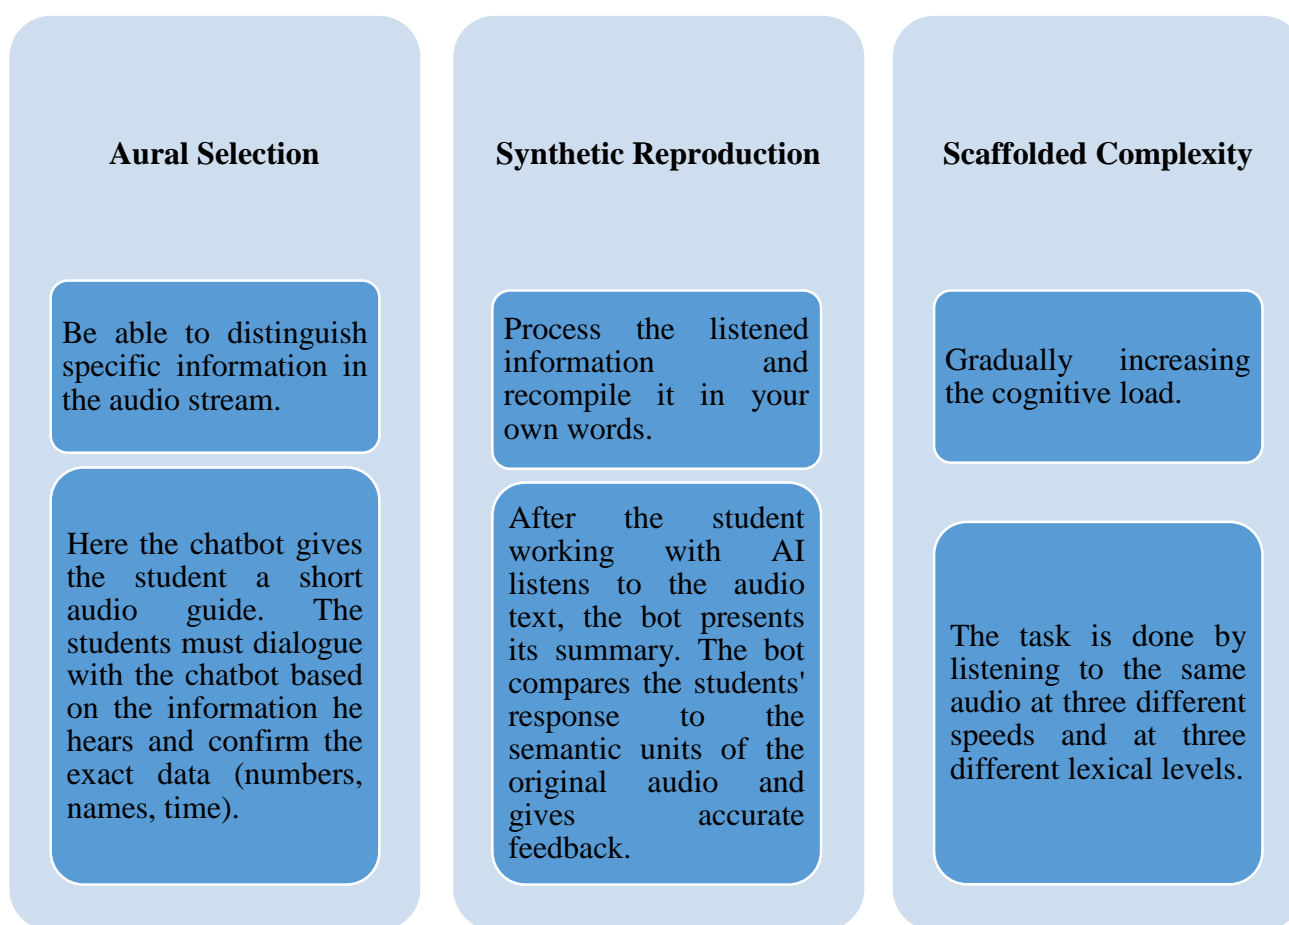 Aural Selection
Be able to distinguish
specific information in
the audio stream.
Here the chatbot gives
the student a short
audio guide. The
students must dialogue
with the chatbot based
on the information he
hears and confirm the
exact data (numbers,
names, time).
Synthetic Reproduction
Process the listened
information and
recompile it in your
own words.
After the student
working with AI
listens to the audio
text, the bot presents
its summary. The bot
compares the students'
response to the
semantic units of the
original audio and
gives accurate
feedback.
Scaffolded Complexity
Gradually increasing
the cognitive load.
The task is done by
listening to the same
audio at three different
speeds and at three
different lexical levels.